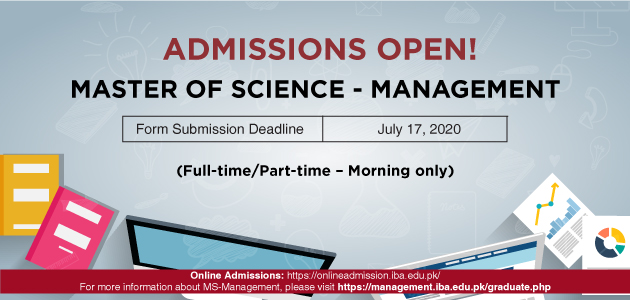 ADMISSIONS OPEN!
MASTER OF SCIENCE - MANAGEMENT
Form Submission Deadline July 17, 2020
(Full-time/Part-time – Morning only)
Online Admissions: https://onlineadmission.iba.edu.pk/
For more information about MS-Management, please visit https://management.iba.edu.pk/graduate.php